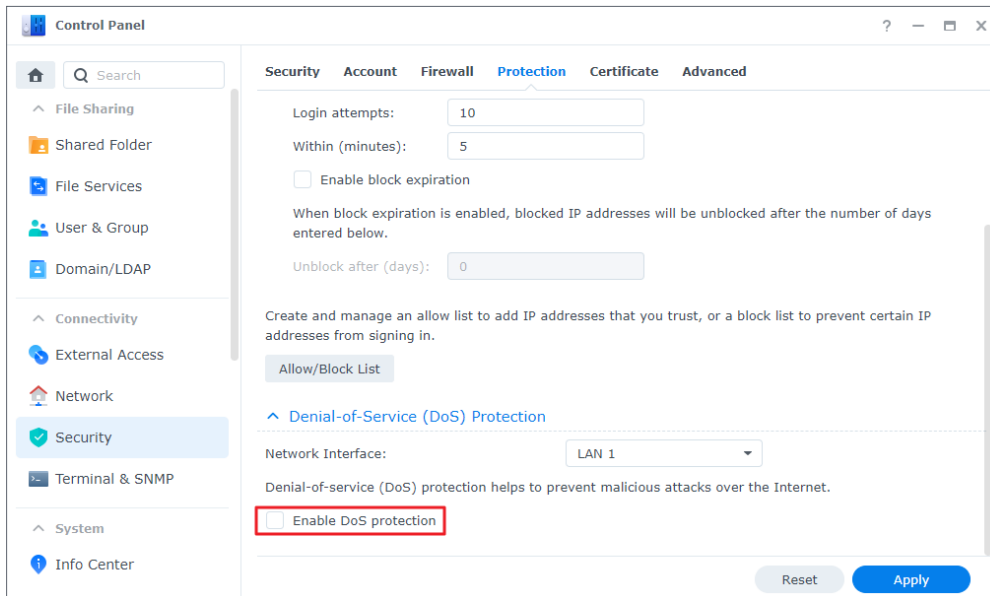 Control Panel
?
Search
File Sharing
Shared Folder
File Services
User & Group
Domain/LDAP
Connectivity
External Access
Network
Security
Terminal & SNMP
System
Info Center
Security Account Firewall Protection Certificate Advanced
Login attempts: 10
Within (minutes): 5
Enable block expiration
When block expiration is enabled, blocked IP addresses will be unblocked after the number of days
entered below.
Unblock after (days): 0
Create and manage an allow list to add IP addresses that you trust, or a block list to prevent certain IP
addresses from signing in.
Allow/Block List
Denial-of-Service (DoS) Protection
Network Interface: LAN 1
Denial-of-service (DoS) protection helps to prevent malicious attacks over the Internet.
Enable DoS protection
Reset Apply